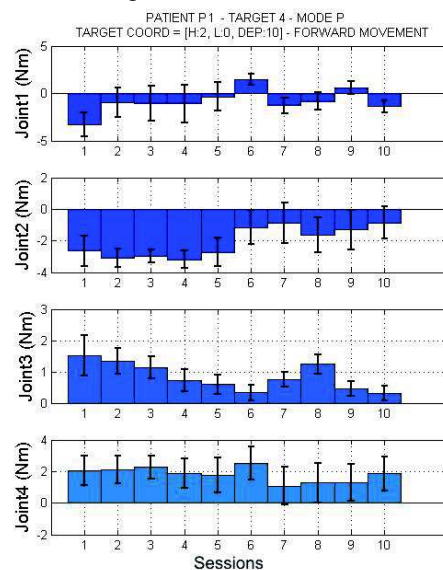 PATIENT P1 - TARGET 4 - MODE P
TARGET COORD = [H:2, L:0, DEP:10] - FORWARD MOVEMENT
Joint1 (Nm)
5
0
-5
1 2 3 4 5 6 7 8 9 10
Joint2 (Nm)
2
0
-2
-4
1 2 3 4 5 6 7 8 9 10
Joint3 (Nm)
3
2
1
0
1 2 3 4 5 6 7 8 9 10
Joint4 (Nm)
4
2
0
-2
1 2 3 4 5 6 7 8 9 10
Sessions